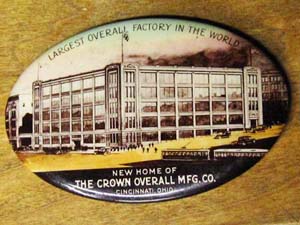 LARGEST OVERALL FACTORY IN THE WORLD
NEW HOME OF
THE CROWN OVERALL MFG. CO.
CINCINNATI, OHIO.